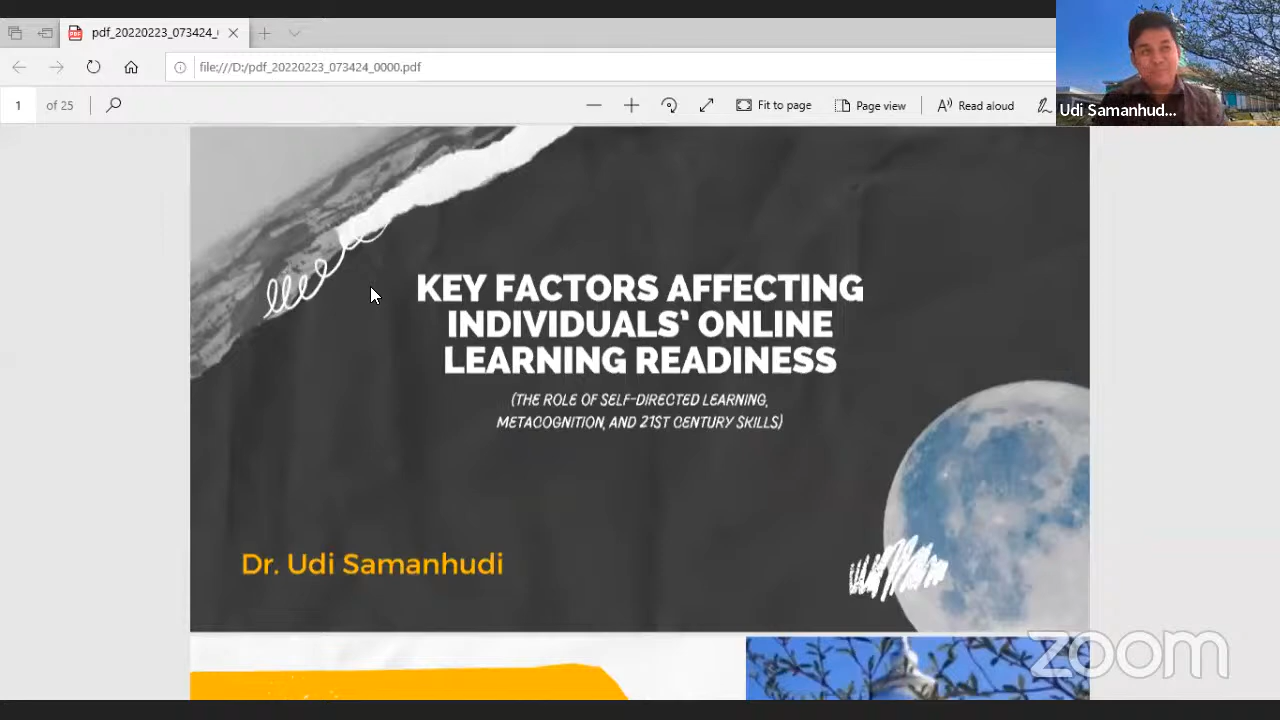 pdf_20220223_073424_(
file:///D:/pdf_20220223_073424_0000.pdf
1 of 25
Fit to page
Page view
Read aloud
Udi Samanhud...
KEY FACTORS AFFECTING
INDIVIDUALS‘ ONLINE
LEARNING READINESS
(THE ROLE OF SELF-DIRECTED LEARNING,
METACOGNITION, AND 21ST CENTURY SKILLS)
Dr. Udi Samanhudi
zoom